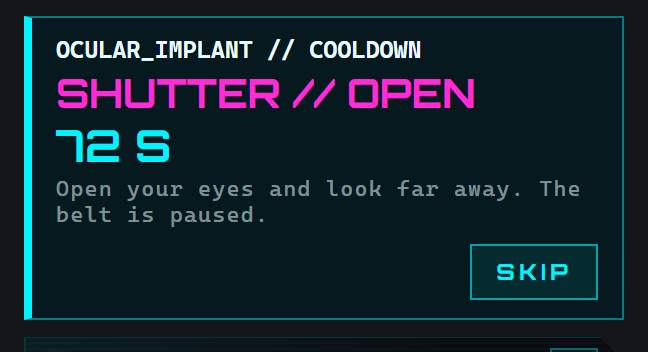 OCULAR_IMPLANT // COOLDOWN
SHUTTER // OPEN
72 S
Open your eyes and look far away. The
belt is paused.
SKIP